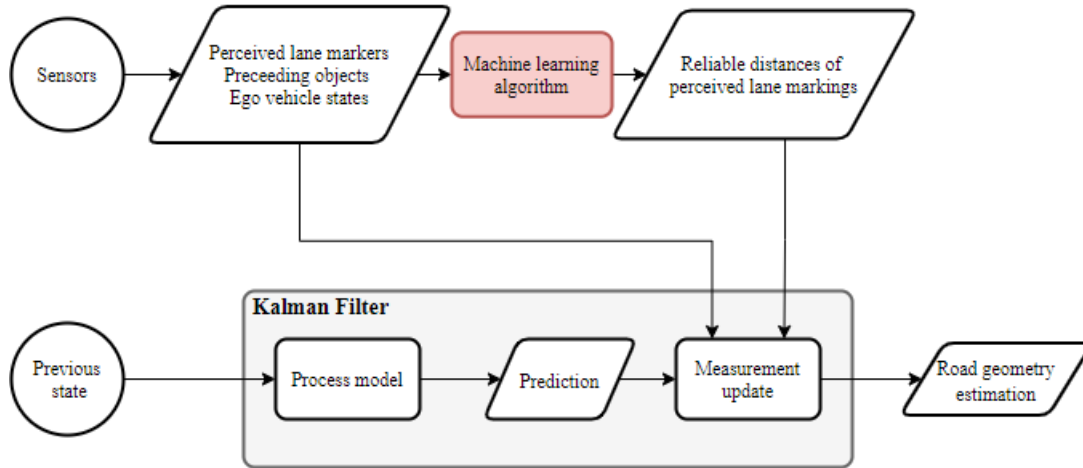 Sensors
Perceived lane markers
Preceeding objects
Ego vehicle states
Machine learning
algorithm
Reliable distances of
perceived lane markings
Kalman Filter
Previous
state
Process model
Prediction
Measurement
update
Road geometry
estimation